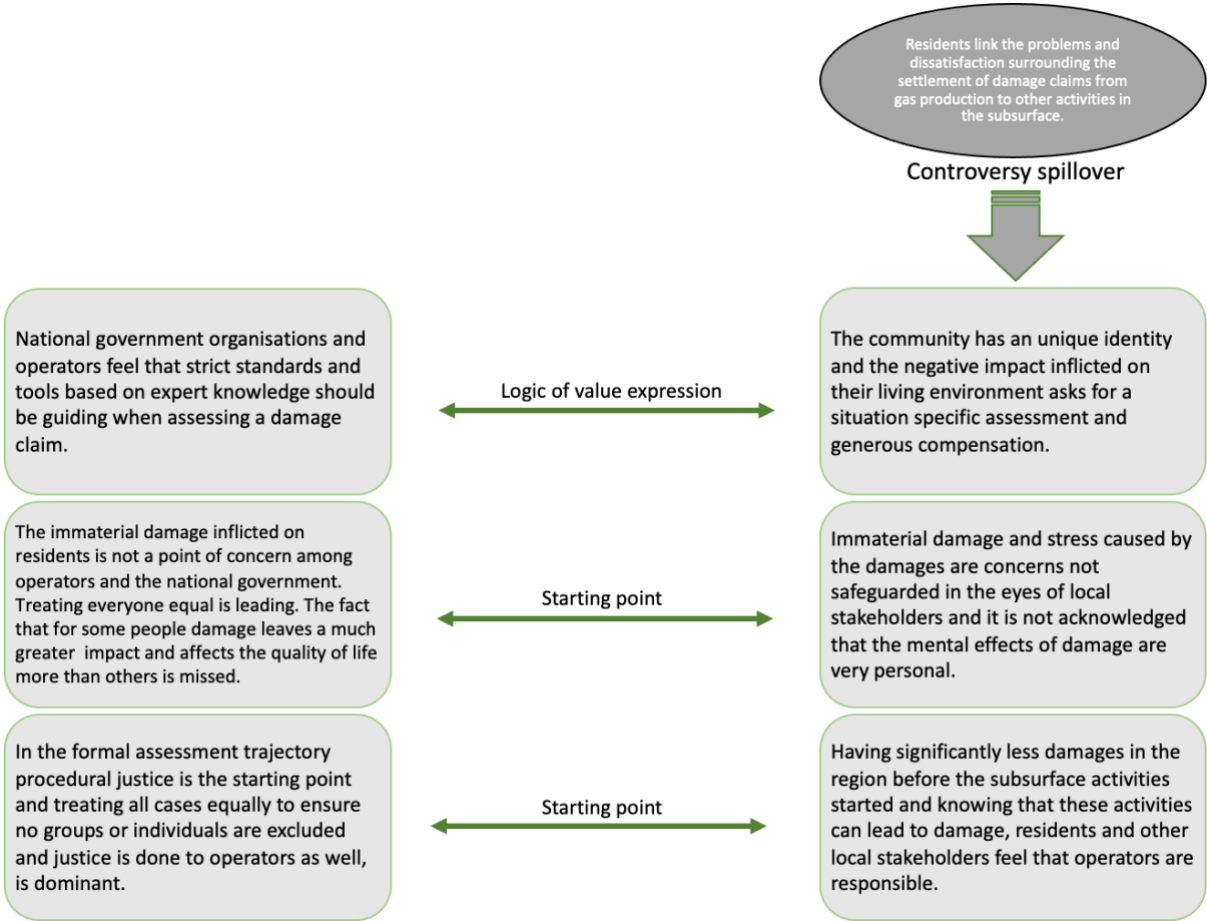 Residents link the problems and
dissatisfaction surrounding the
settlement of damage claims from
gas production to other activities in
the subsurface.
Controversy spillover
National government organisations and
operators feel that strict standards and
tools based on expert knowledge should
be guiding when assessing a damage
claim.
Logic of value expression
The community has an unique identity
and the negative impact inflicted on
their living environment asks for a
situation specific assessment and
generous compensation.
The immaterial damage inflicted on
residents is not a point of concern among
operators and the national government.
Treating everyone equal is leading. The fact
that for some people damage leaves a much
greater impact and affects the quality of life
more than others is missed.
Starting point
Immaterial damage and stress caused by
the damages are concerns not
safeguarded in the eyes of local
stakeholders and it is not acknowledged
that the mental effects of damage are
very personal.
In the formal assessment trajectory
procedural justice is the starting point
and treating all cases equally to ensure
no groups or individuals are excluded
and justice is done to operators as well,
is dominant.
Starting point
Having significantly less damages in the
region before the subsurface activities
started and knowing that these activities
can lead to damage, residents and other
local stakeholders feel that operators are
responsible.